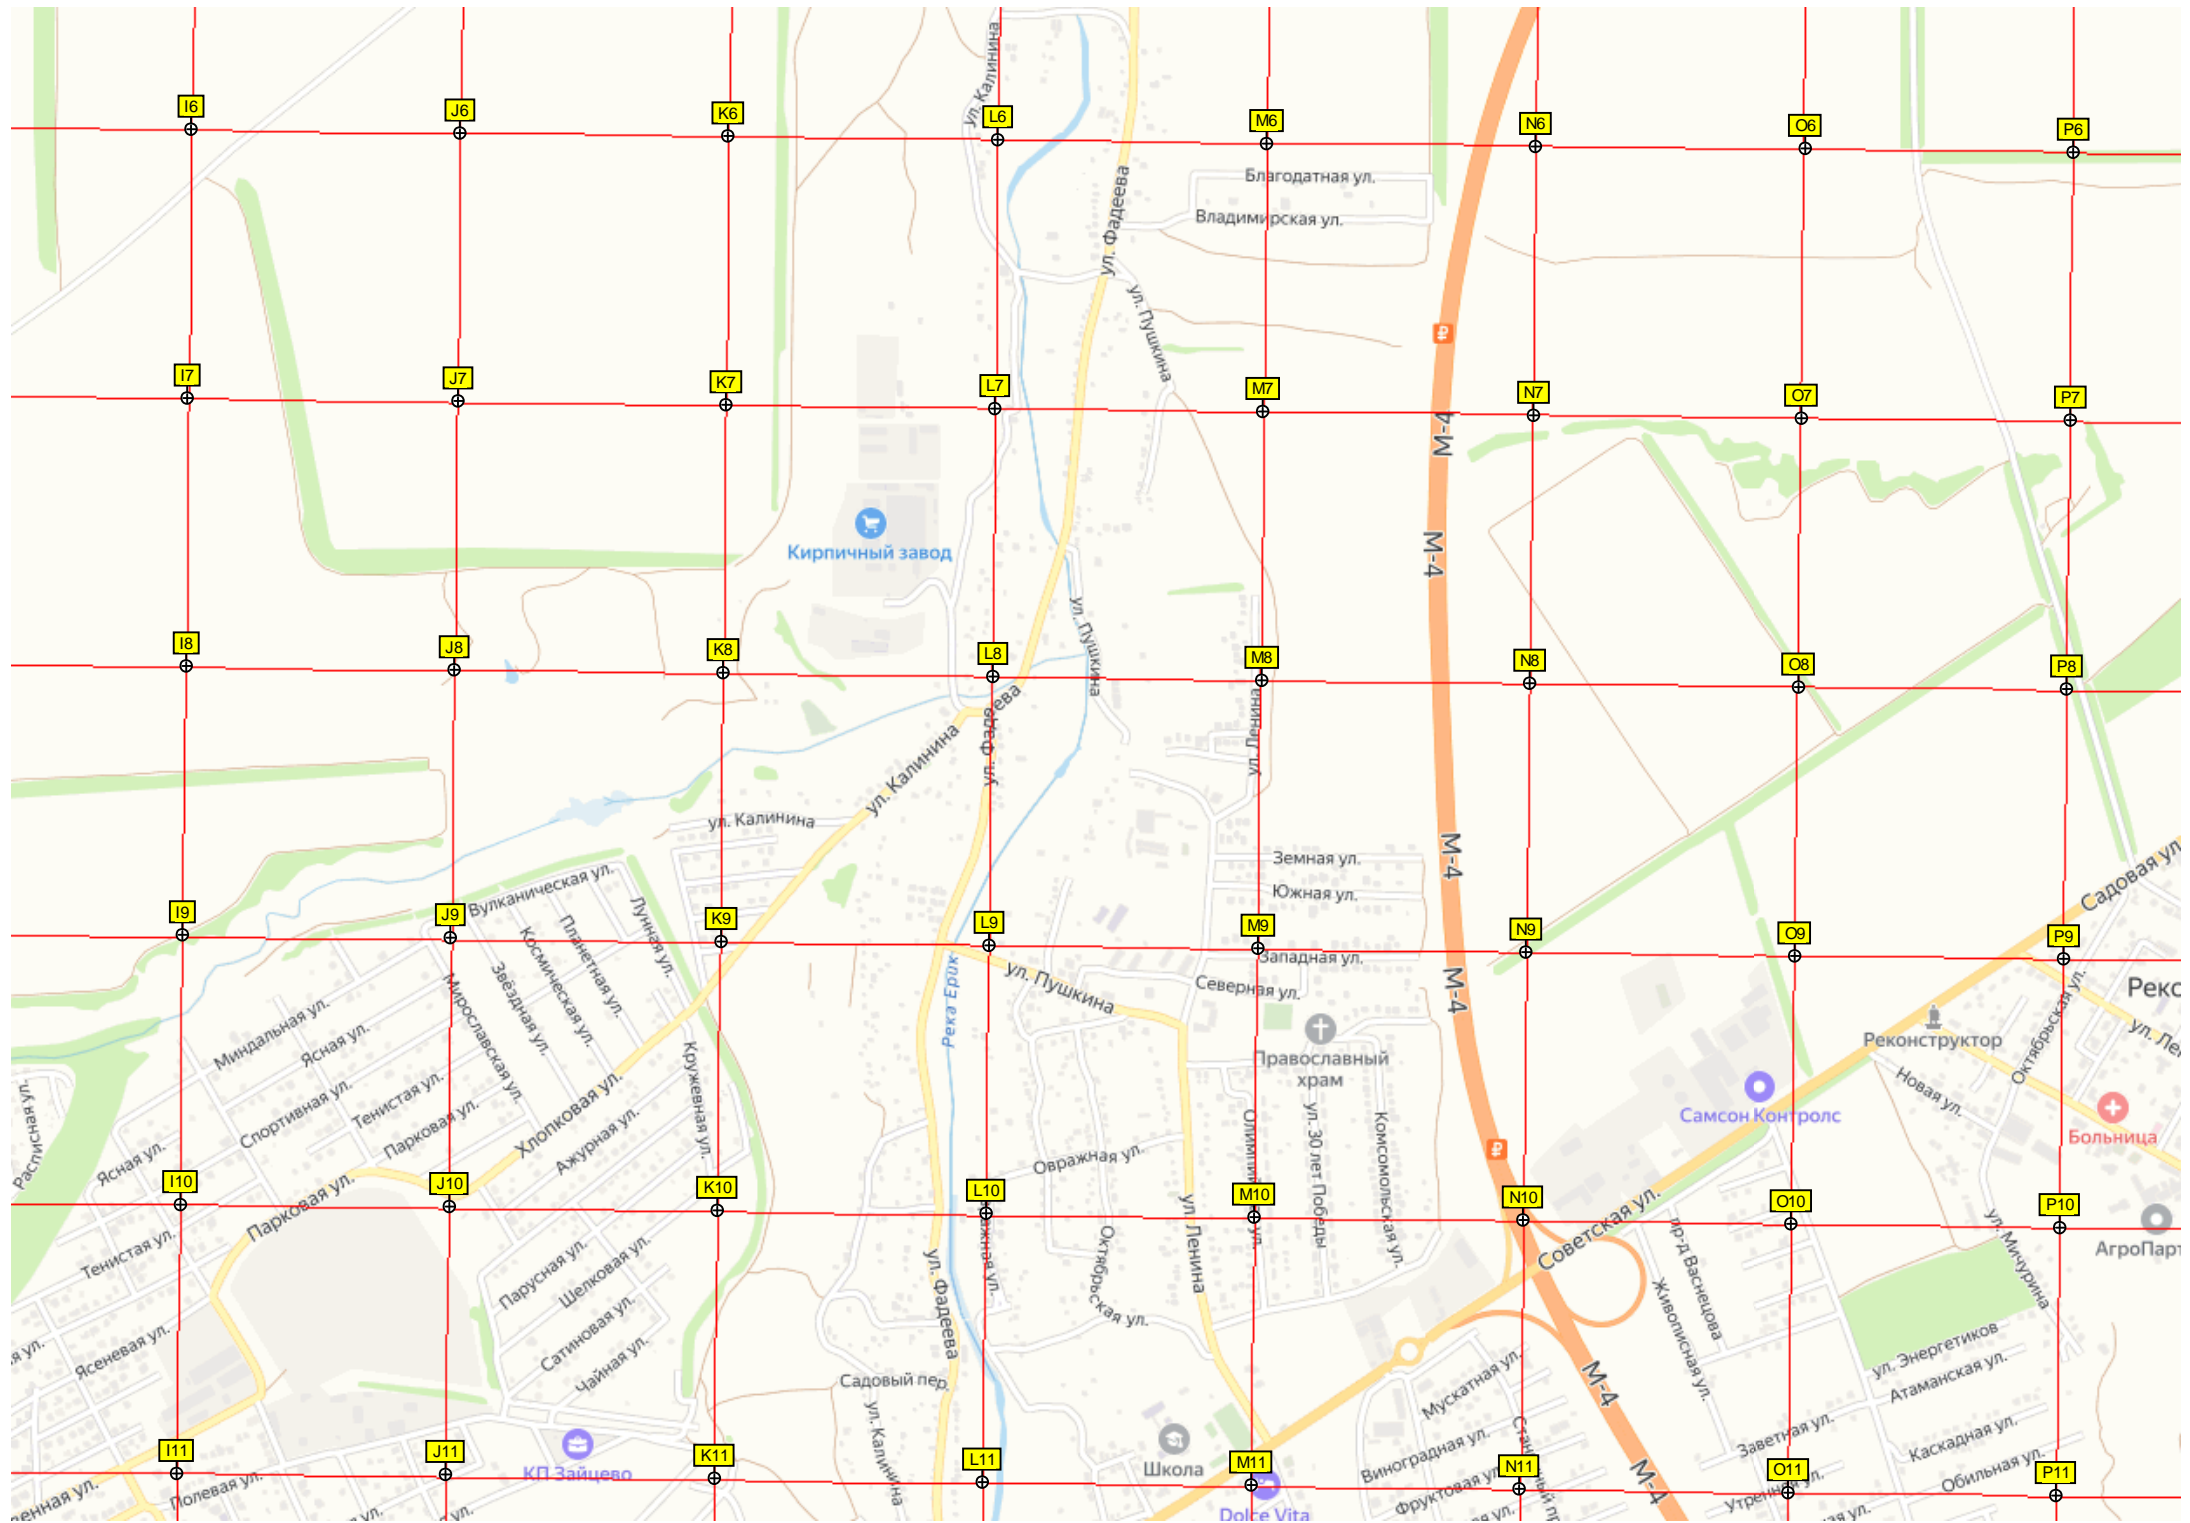 ул. Калинина
I6
J6
K6
L6
M6
N6
O6
P6
Благодатная ул.
Владимирская ул.
ул. Фадеева
ул. Пушкина
I7
J7
K7
L7
M7
N7
O7
P7
М-4
Кирпичный завод
М-4
ул. Пушкина
I8
J8
K8
L8
M8
N8
O8
P8
ул. Фадеева
ул. Ленина
ул. Калинина
ул. Калинина
М-4
Земная ул.
Южная ул.
Садовая ул.
Вулканическая ул.
Лунная ул.
Планетная ул.
Космическая ул.
Звёздная ул.
Мирославская ул.
I9
J9
K9
L9
M9
N9
O9
P9
Западная ул.
Северная ул.
ул. Пушкина
Река Ерик
М-4
Октябрьская ул.
Реко
ул. Ле
Реконструктор
Миндальная ул.
Ясная ул.
Православный
храм
Новая ул.
Самсон Контролс
Больница
Расписная ул.
Спортивная ул.
Тенистая ул.
Парковая ул.
Хлопковая ул.
Ажурная ул.
Кружевная ул.
ул. 30 лет Победы
Комсомольская ул.
Овражная ул.
Ясная ул.
I10
J10
K10
L10
M10
N10
O10
P10
Парковая ул.
Тенистая ул.
Парусная ул.
Шелковая ул.
Сатиновая ул.
Чайная ул.
ул. Фадеева
Октябрьская ул.
ул. Ленина
Советская ул.
пр-д Васнецова
Живописная ул.
ул. Мичурина
АгроПарт
Ясеневая ул.
Садовый пер.
ул. Калинина
М-4
Мускатная ул.
ул. Энергетиков
Атаманская ул.
Заветная ул.
Каскадная ул.
Обильная ул.
Виноградная ул.
Фруктовая ул.
I11
J11
K11
L11
M11
N11
O11
P11
Полевая ул.
КП Зайцево
Школа
Dolce Vita
М-4